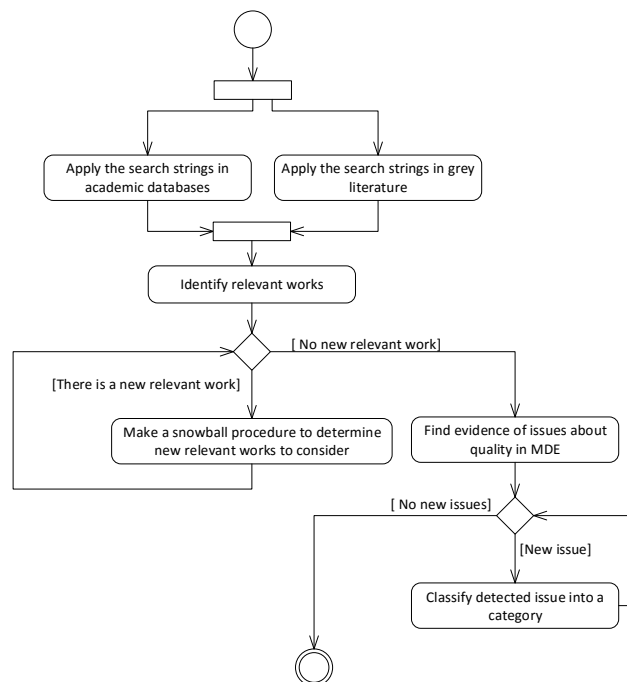 Apply the search strings in
academic databases
Apply the search strings in grey
literature
Identify relevant works
[ No new relevant work]
[There is a new relevant work]
Make a snowball procedure to determine
new relevant works to consider
Find evidence of issues about
quality in MDE
[ No new issues]
[New issue]
Classify detected issue into a
category